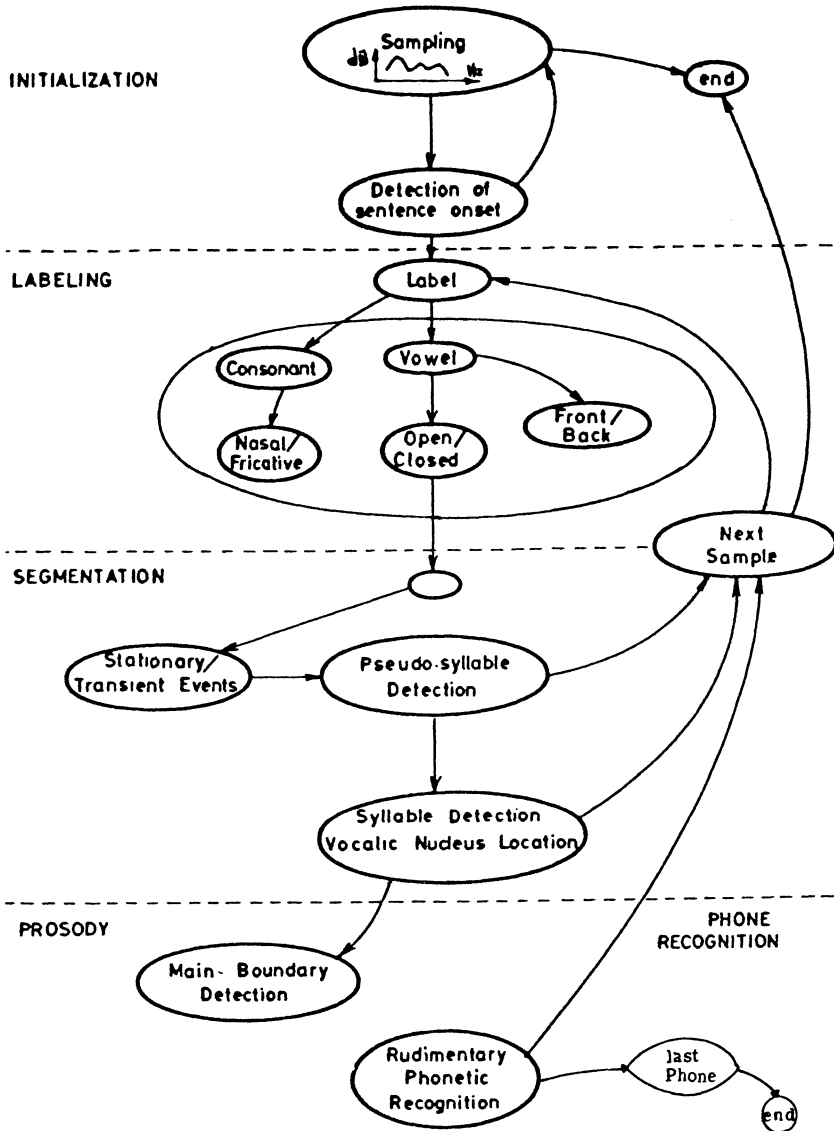 Sampling
dB
Hz
INITIALIZATION
end
Detection of
sentence onset
LABELING
Label
Consonant
Vowel
Nasal/
Fricative
Open/
Closed
Front/
Back
Next
Sample
SEGMENTATION
Stationary/
Transient Events
Pseudo-syllable
Detection
Syllable Detection
Vocalic Nucleus Location
PROSODY
PHONE
RECOGNITION
Main-Boundary
Detection
Rudimentary
Phonetic
Recognition
last
Phone
end